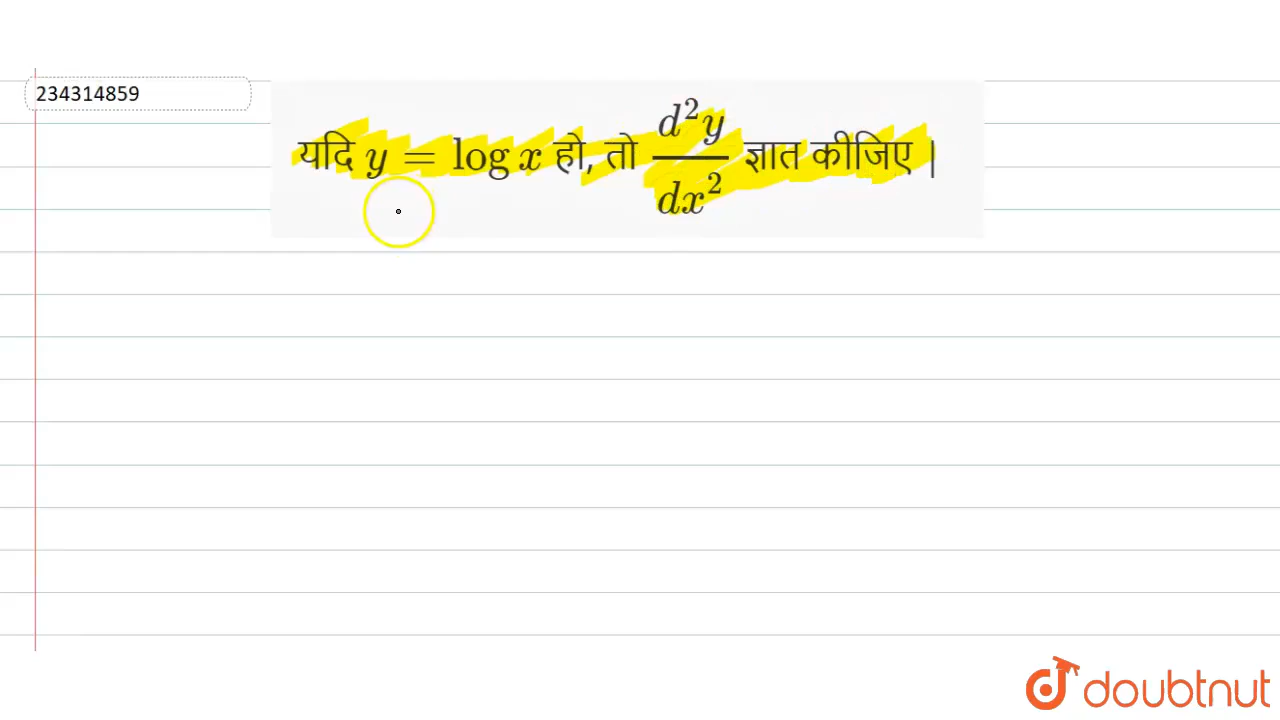 234314859
यदि y = log x हो, तो d²y/dx² ज्ञात कीजिए |
doubtnut